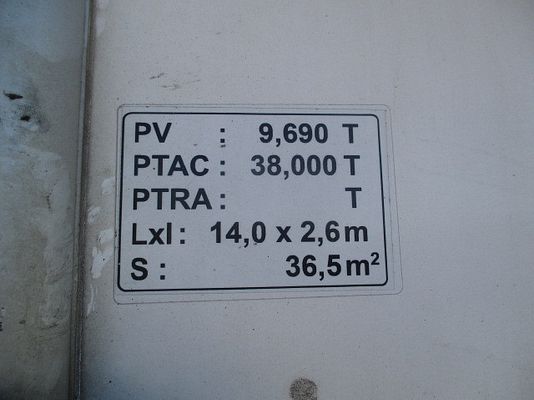 PV : 9,690 T
PTAC : 38,000 T
PTRA : T
Lxl : 14,0 x 2,6 m
S : 36,5 m²